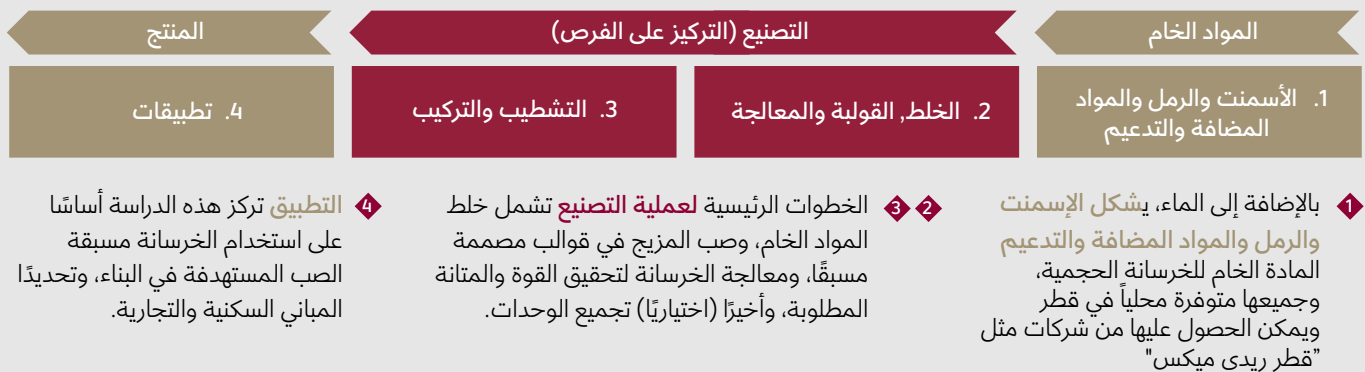 المواد الخام
التصنيع (التركيز على الفرص)
المنتج
1. الأسمنت والرمل والمواد
المضافة والتدعيم
2. الخلط, القولبة والمعالجة
3. التشطيب والتركيب
4. تطبيقات
1 بالإضافة إلى الماء، يشكل الإسمنت
والرمل والمواد المضافة والتدعيم
المادة الخام للخرسانة الحجمية،
وجميعها متوفرة محلياً في قطر
ويمكن الحصول عليها من شركات مثل
"قطر ريدي ميكس"
2 3 الخطوات الرئيسية لعملية التصنيع تشمل خلط
المواد الخام، وصب المزيج في قوالب مصممة
مسبقًا، ومعالجة الخرسانة لتحقيق القوة والمتانة
المطلوبة، وأخيرًا (اختياريًا) تجميع الوحدات.
4 التطبيق تركز هذه الدراسة أساسًا
على استخدام الخرسانة مسبقة
الصب المستهدفة في البناء، وتحديدًا
المباني السكنية والتجارية.